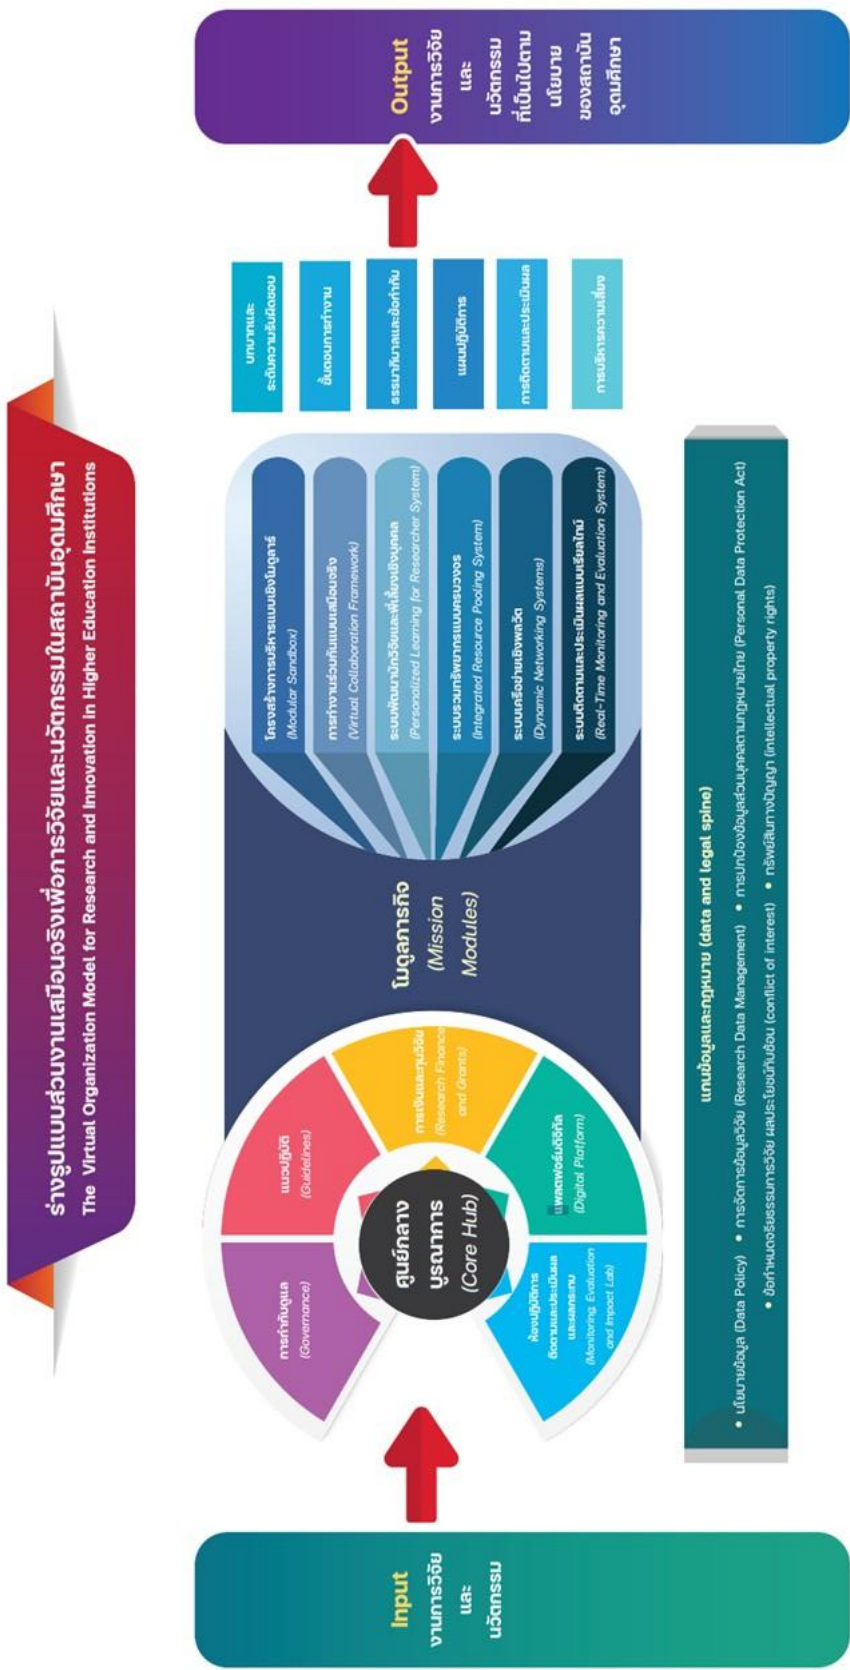 ร่างรูปแบบส่วนงานเสมือนจริงเพื่อการวิจัยและนวัตกรรมในสถาบันอุดมศึกษา
The Virtual Organization Model for Research and Innovation in Higher Education Institutions
Input
งานการวิจัย
และ
นวัตกรรม
การกำกับดูแล
(Governance)
แนวปฏิบัติ
(Guidelines)
การเงินและทุนวิจัย
(Research Finance
and Grants)
แพลตฟอร์มดิจิทัล
(Digital Platform)
ห้องปฏิบัติการ
ติดตามและประเมินผล
และผลกระทบ
(Monitoring, Evaluation
and Impact Lab)
ศูนย์กลาง
บูรณาการ
(Core Hub)
โมดูลภารกิจ
(Mission
Modules)
โครงสร้างการบริหารแบบเชิงโมดูลาร์
(Modular Sandbox)
การทำงานร่วมกันแบบเสมือนจริง
(Virtual Collaboration Framework)
ระบบพัฒนานักวิจัยและพี่เลี้ยงเชิงบุคคล
(Personalized Learning for Researcher System)
ระบบรวมทรัพยากรแบบครบวงจร
(Integrated Resource Pooling System)
ระบบเครือข่ายเชิงพลวัต
(Dynamic Networking Systems)
ระบบติดตามและประเมินผลแบบเรียลไทม์
(Real-Time Monitoring and Evaluation System)
บทบาทและ
ระดับความรับผิดชอบ
ขั้นตอนการทำงาน
ธรรมาภิบาลและข้อกำกับ
แผนปฏิบัติการ
การติดตามและประเมินผล
การบริหารความเสี่ยง
Output
งานการวิจัย
และ
นวัตกรรม
ที่เป็นไปตาม
นโยบาย
ของสถาบัน
อุดมศึกษา
แกนข้อมูลและกฎหมาย (data and legal spine)
• นโยบายข้อมูล (Data Policy) • การจัดการข้อมูลวิจัย (Research Data Management) • การปกป้องข้อมูลส่วนบุคคลตามกฎหมายไทย (Personal Data Protection Act)
• ข้อกำหนดจริยธรรมการวิจัย ผลประโยชน์ทับซ้อน (conflict of interest) • ทรัพย์สินทางปัญญา (intellectual property rights)